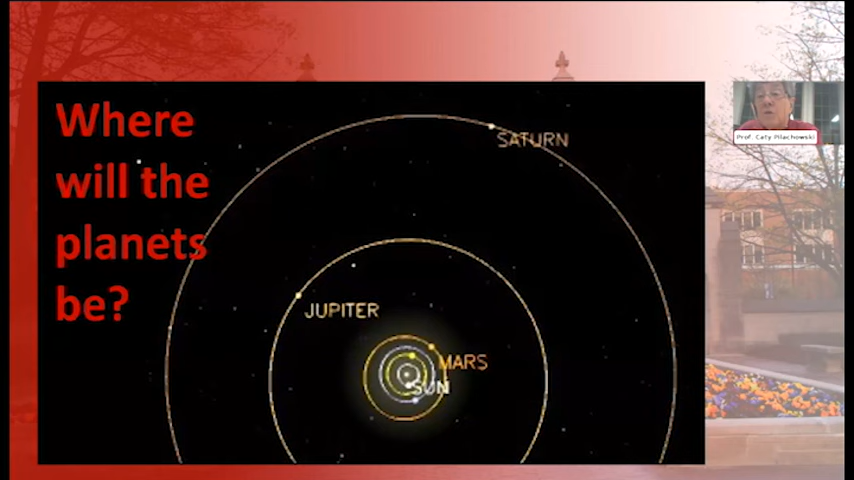 Where
will the
planets
be?
SATURN
JUPITER
MARS
SUN
Prof. Caty Pilachowski